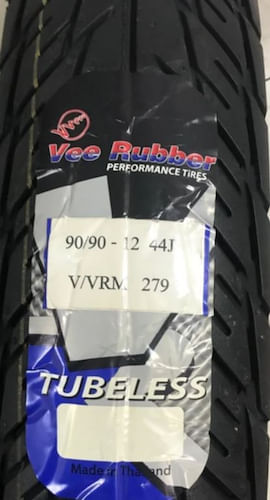 Vee Rubber
PERFORMANCE TIRES
90/90 - 12 44J
V/VRM 279
TUBELESS
Made in Thailand